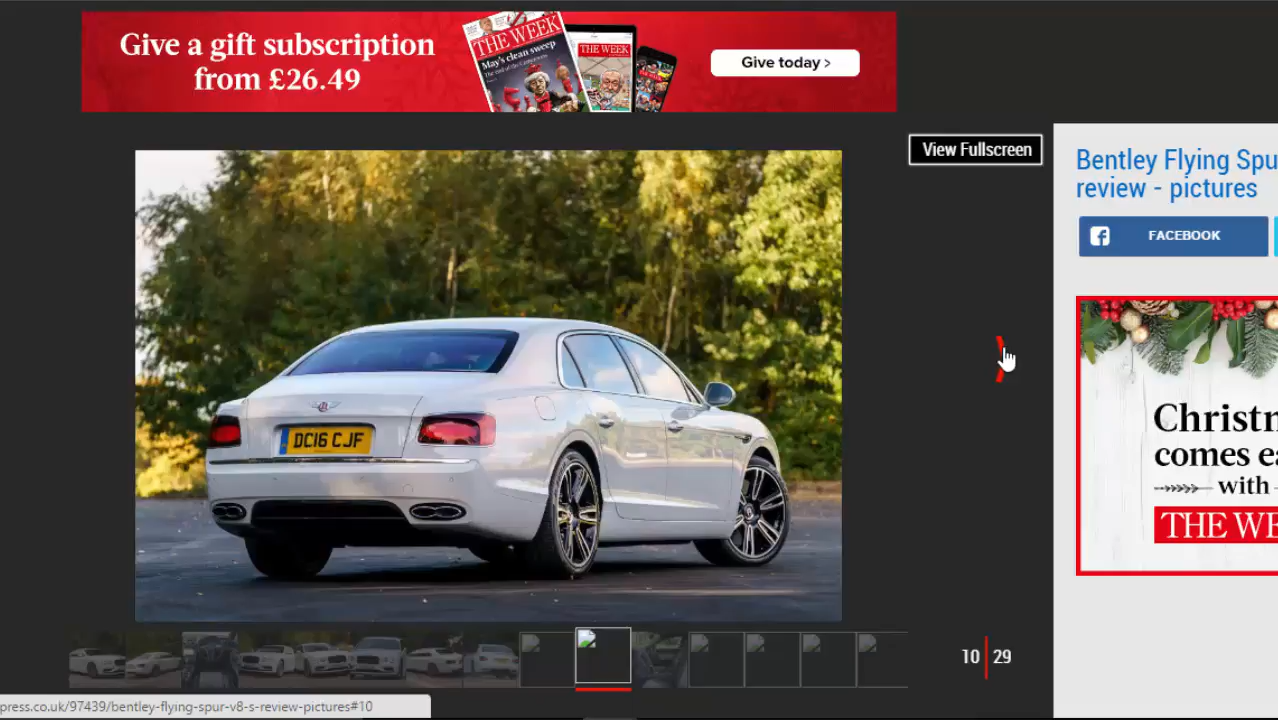 Give a gift subscription
from £26.49
THE WEEK
May's clean sweep
THE WEEK
Give today >
View Fullscreen
Bentley Flying Spu
review - pictures
FACEBOOK
DC16 CJF
Christm
comes ea
with
THE WE
10 29
press.co.uk/97439/bentley-flying-spur-v8-s-review-pictures#10